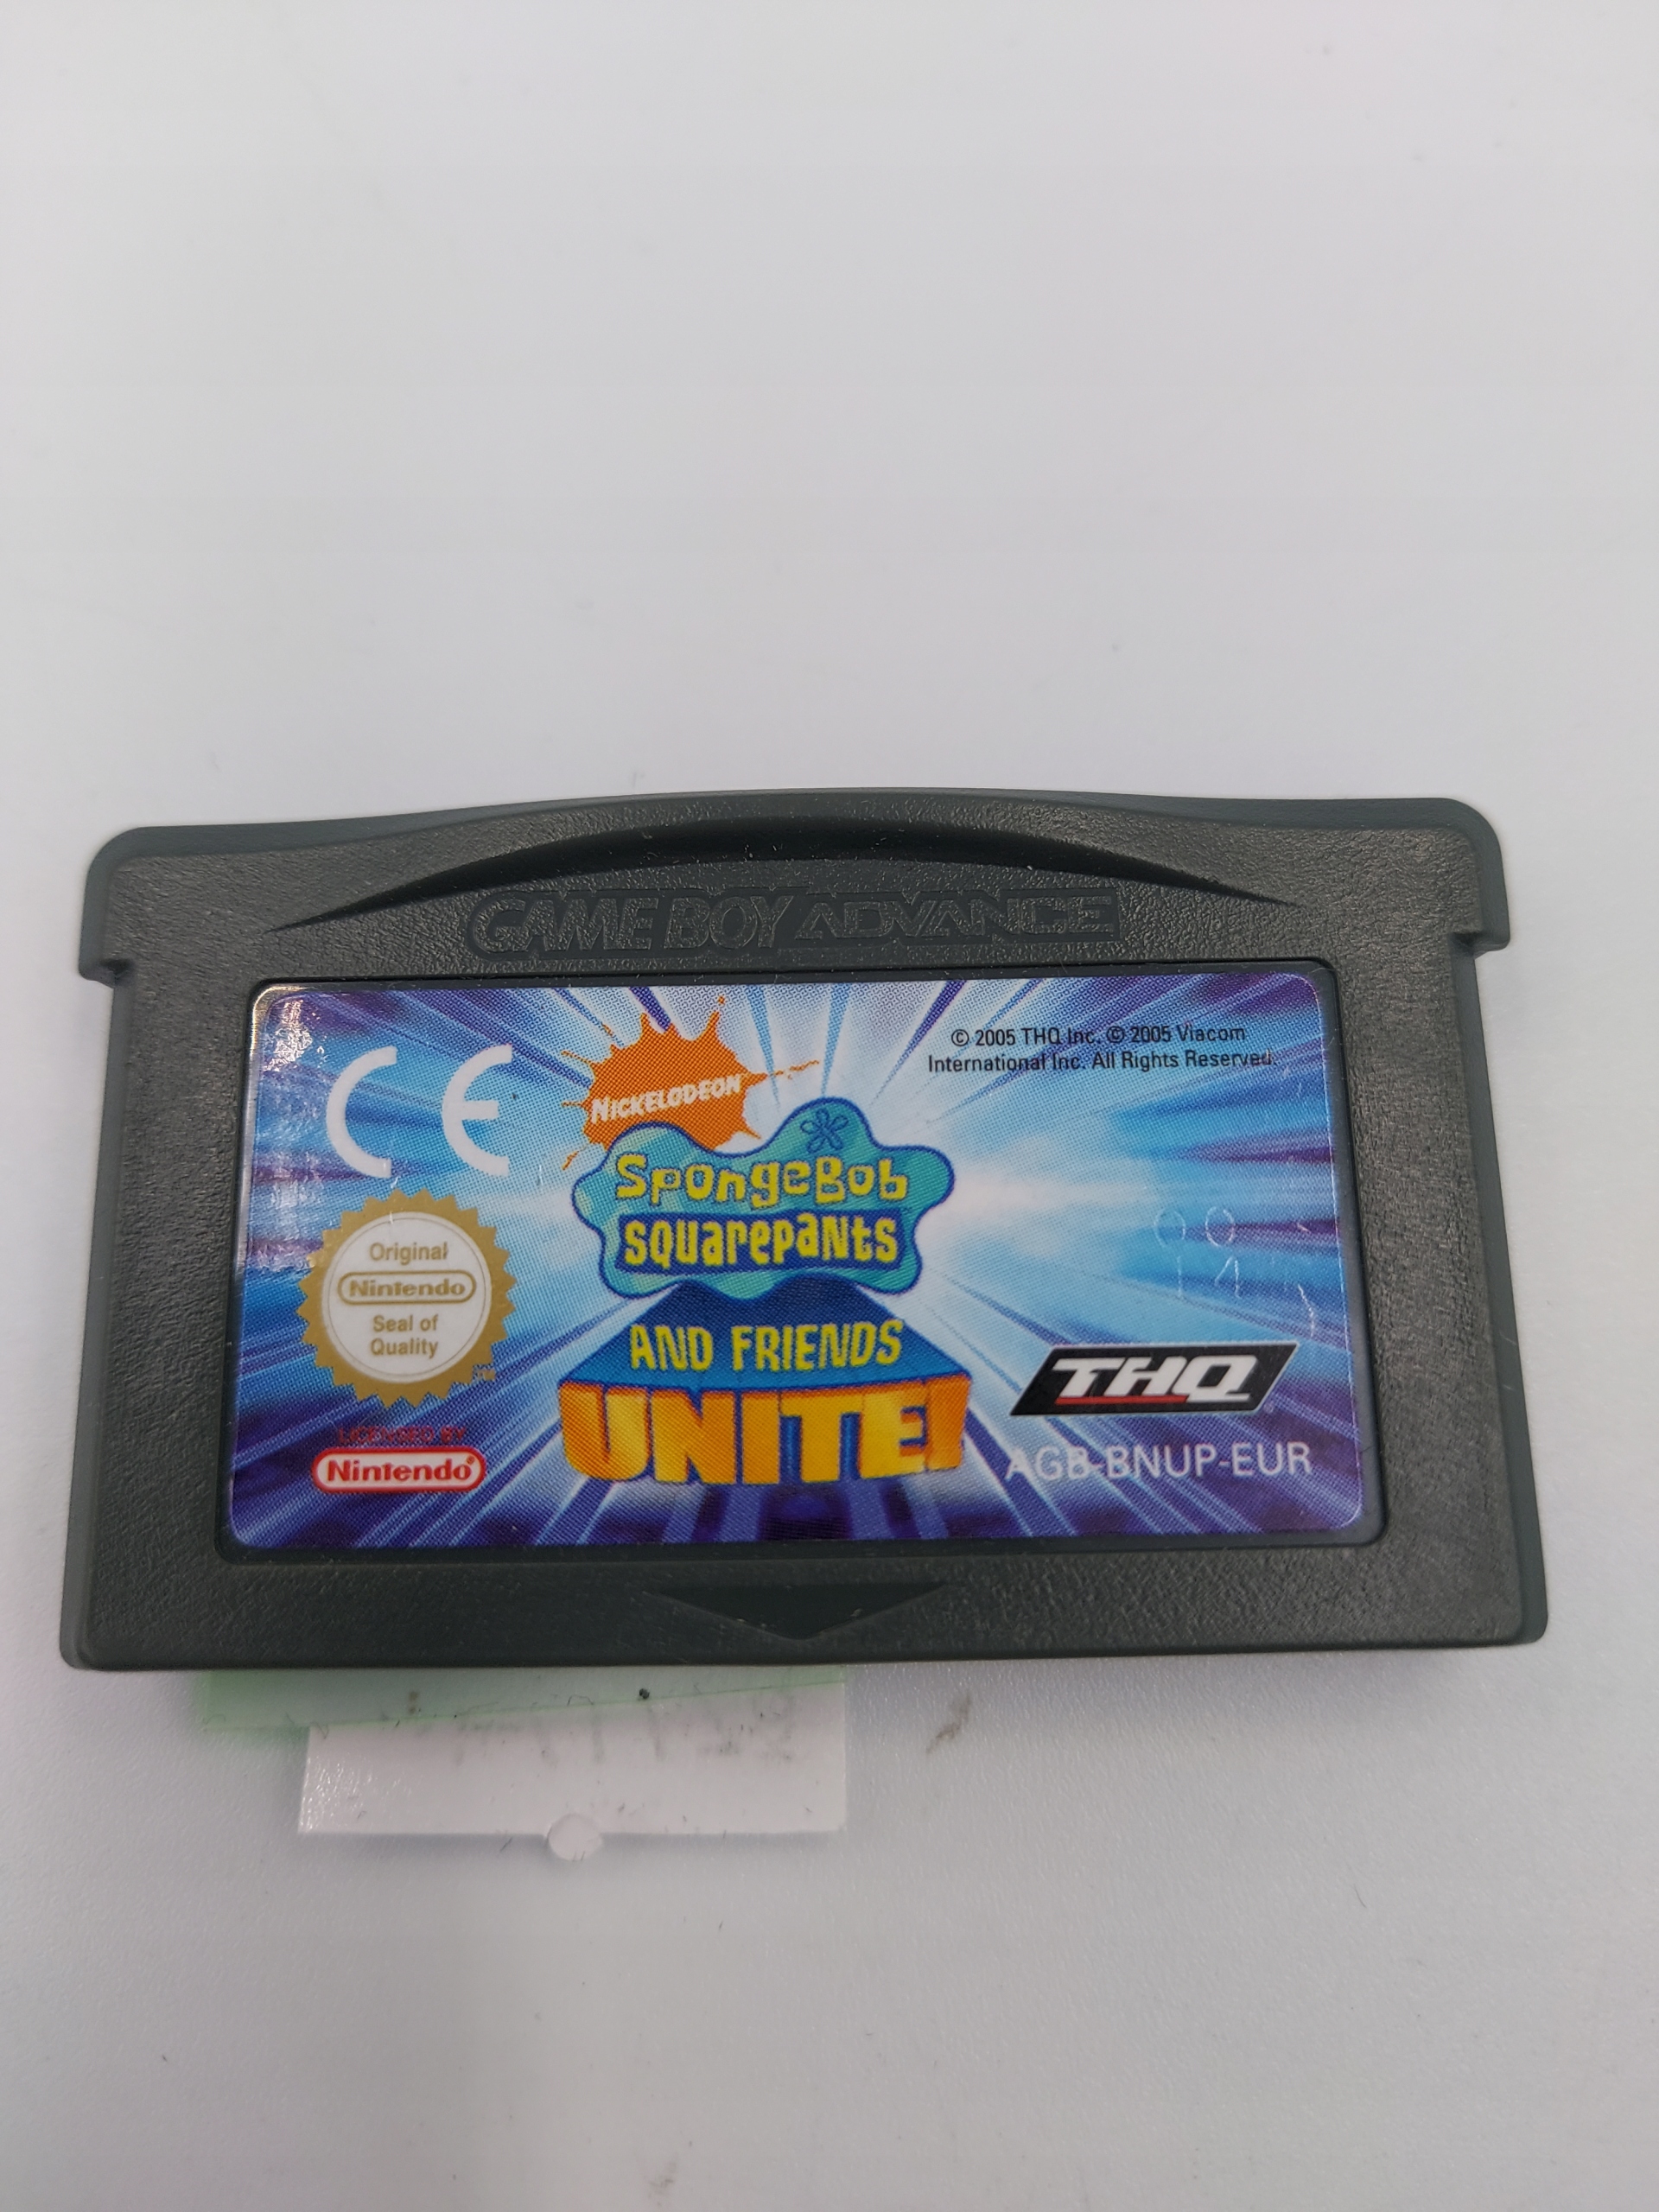 GAME BOY ADVANCE
CE
NICKELODEON
© 2005 THQ Inc. © 2005 Viacom
International Inc. All Rights Reserved.
SpongeBob
SQUAREPANTS
AND FRIENDS
UNITE!
Original
Nintendo
Seal of
Quality
TM
LICENSED BY
Nintendo®
THQ
AGB-BNUP-EUR